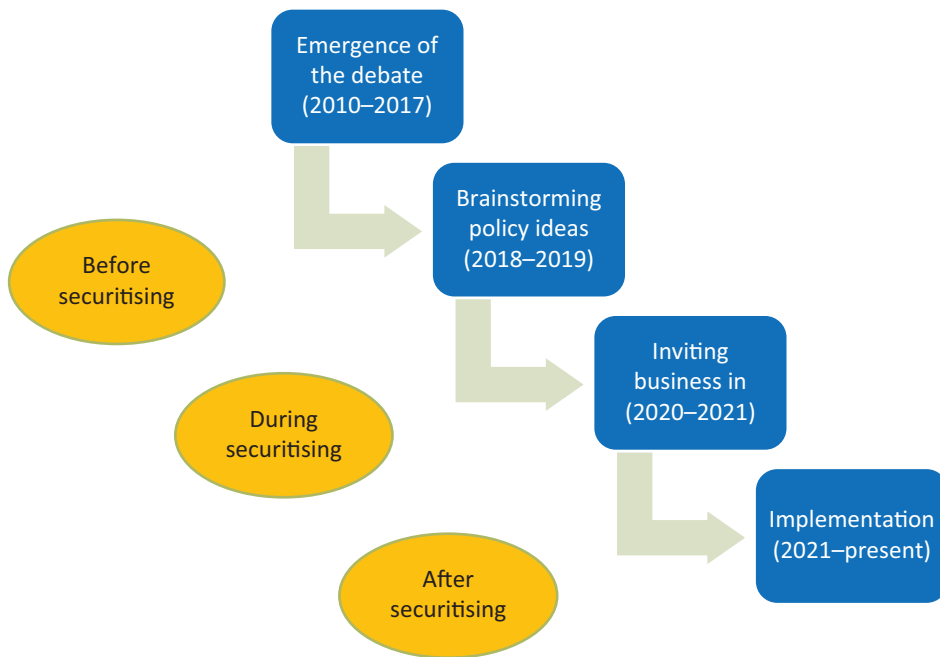 Emergence of
the debate
(2010–2017)
Brainstorming
policy ideas
(2018–2019)
Before
securitising
Inviting
business in
(2020–2021)
During
securitising
Implementation
(2021–present)
After
securitising